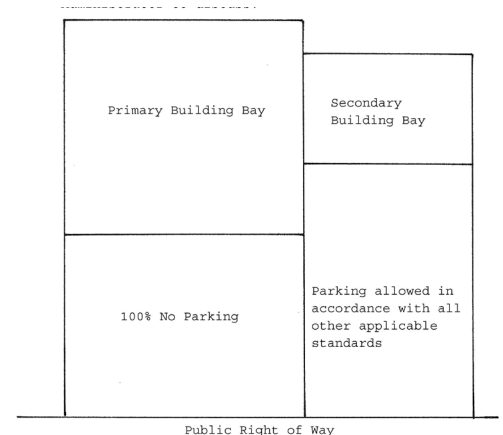 Primary Building Bay
Secondary
Building Bay
100% No Parking
Parking allowed in
accordance with all
other applicable
standards
Public Right of Way